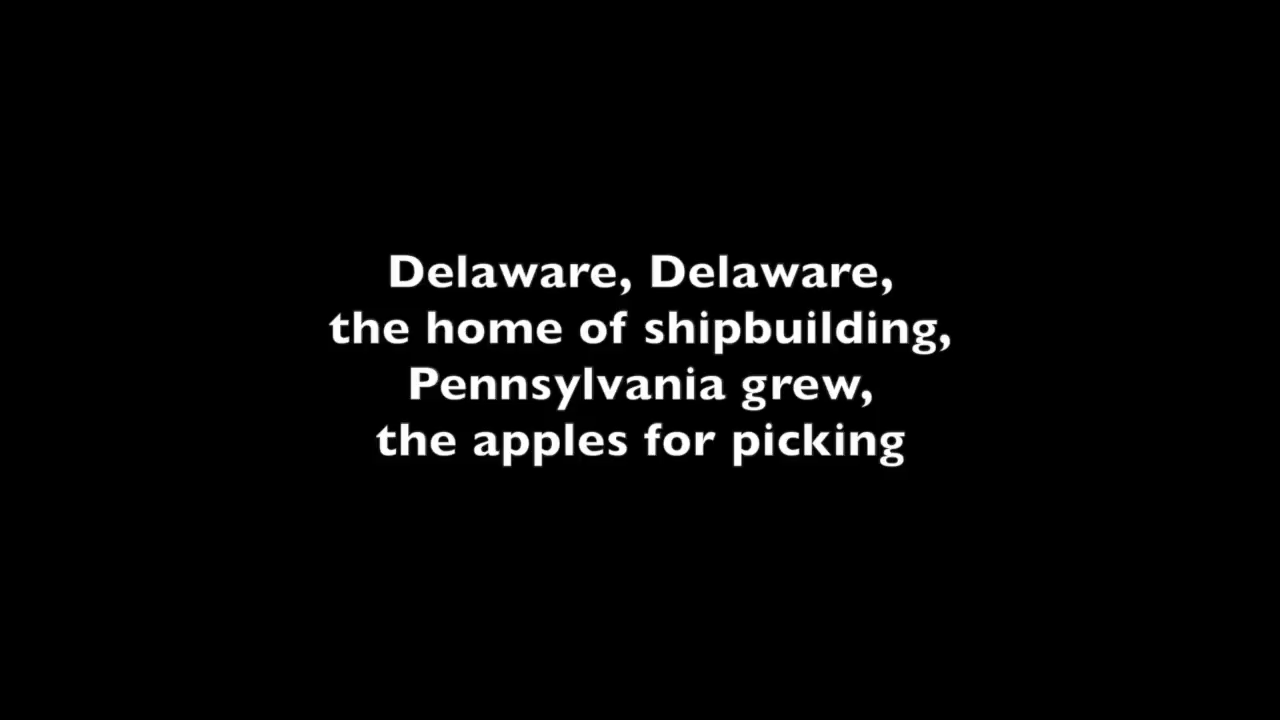 Delaware, Delaware,
the home of shipbuilding,
Pennsylvania grew,
the apples for picking